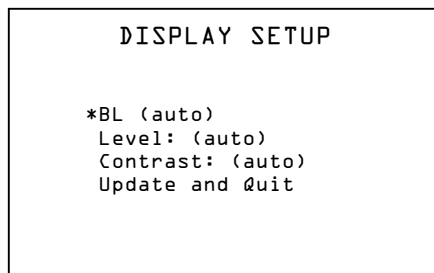 DISPLAY SETUP
*BL (auto)
Level: (auto)
Contrast: (auto)
Update and Quit